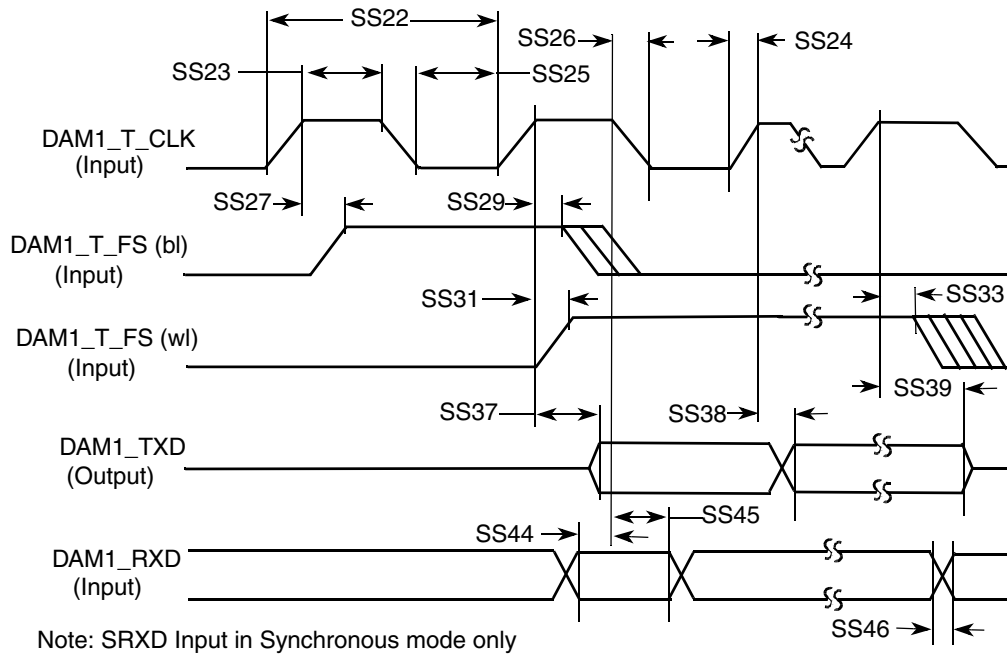 SS22
SS26
SS24
SS23
SS25
DAM1_T_CLK
(Input)
SS27
SS29
DAM1_T_FS (bl)
(Input)
SS31
SS33
DAM1_T_FS (wl)
(Input)
SS39
SS37
SS38
DAM1_TXD
(Output)
SS44
SS45
DAM1_RXD
(Input)
SS46
Note: SRXD Input in Synchronous mode only